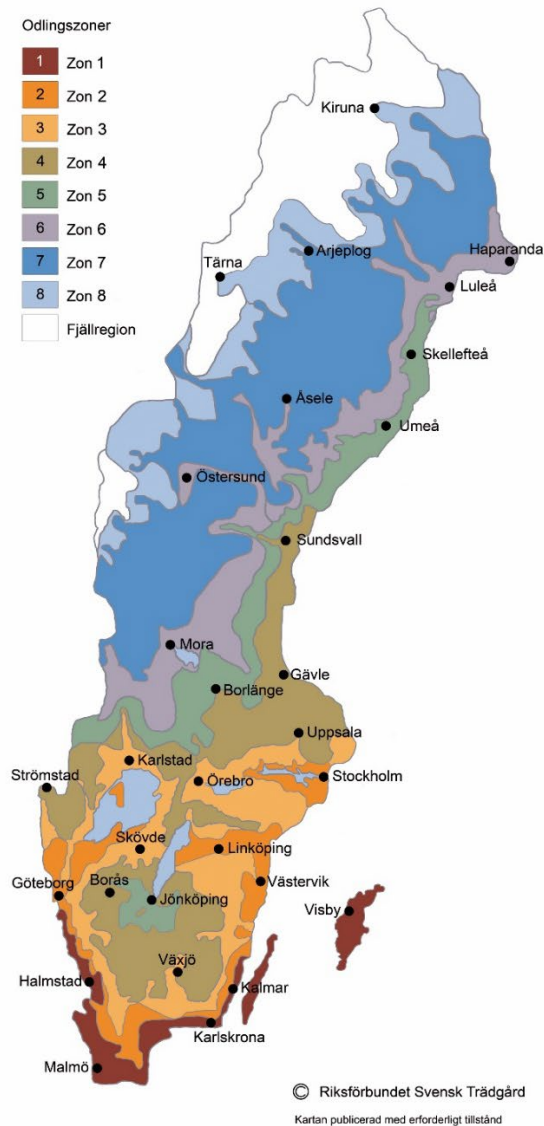 Odlingszoner
1 Zon 1
2 Zon 2
3 Zon 3
4 Zon 4
5 Zon 5
6 Zon 6
7 Zon 7
8 Zon 8
Fjällregion
Kiruna
Arjeplog
Tärna
Haparanda
Luleå
Skellefteå
Åsele
Umeå
Östersund
Sundsvall
Mora
Gävle
Borlänge
Uppsala
Karlstad
Strömstad
Örebro
Stockholm
Skövde
Linköping
Göteborg
Borås
Jönköping
Västervik
Visby
Växjö
Halmstad
Kalmar
Karlskrona
Malmö
© Riksförbundet Svensk Trädgård
Kartan publicerad med erforderligt tillstånd